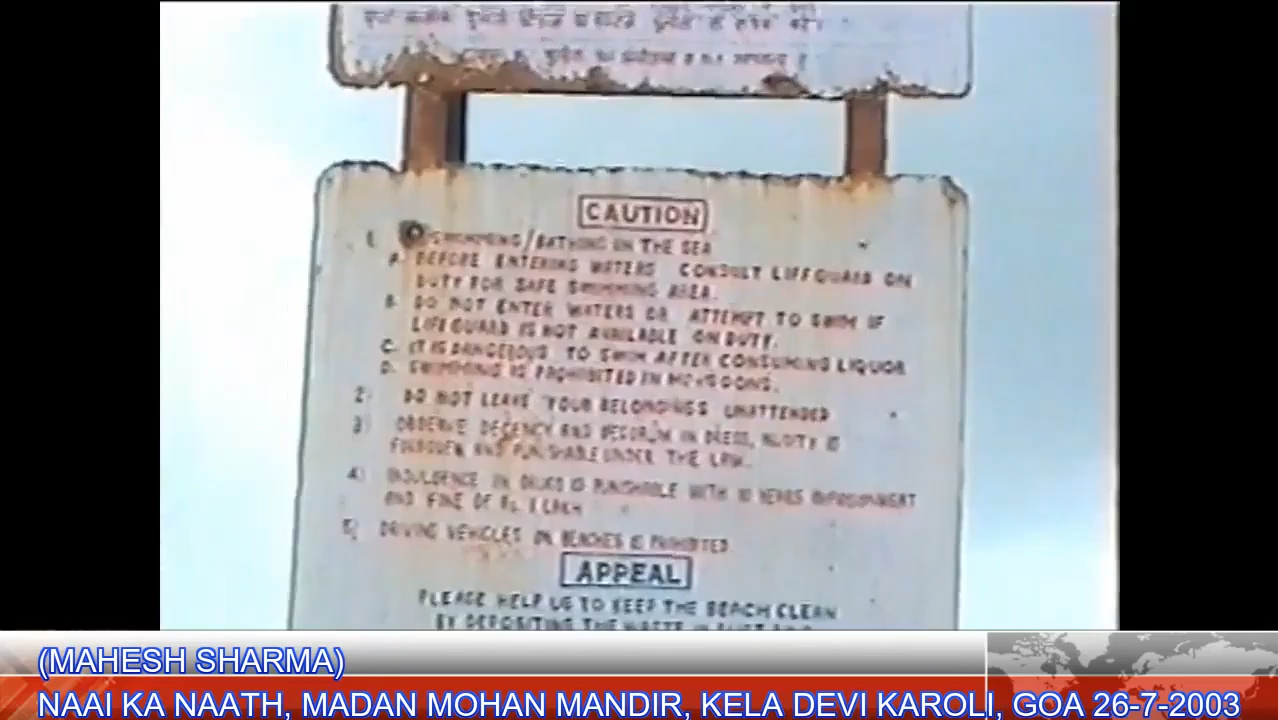 CAUTION
1. SWIMMING/BATHING IN THE SEA
A. BEFORE ENTERING WATERS CONSULT LIFEGUARD ON
DUTY FOR SAFE SWIMMING AREA.
B. DO NOT ENTER WATERS OR ATTEMPT TO SWIM IF
LIFEGUARD IS NOT AVAILABLE ON DUTY.
C. IT IS DANGEROUS TO SWIM AFTER CONSUMING LIQUOR
D. SWIMMING IS PROHIBITED IN MONSOONS.
2) DO NOT LEAVE YOUR BELONGINGS UNATTENDED
3) OBSERVE DECENCY AND DECORUM IN DRESS, NUDITY IS
FORBIDEN AND PUNISHABLE UNDER THE LAW.
4) INDULGENCE IN DRUGS IS PUNISHABLE WITH 10 YEARS IMPRISONMENT
AND FINE OF Rs. 1 LAKH
5) DRIVING VEHICLES ON BEACHES IS PROHIBITED
APPEAL
PLEASE HELP US TO KEEP THE BEACH CLEAN
BY DEPOSITING THE WASTE IN
(MAHESH SHARMA)
NAAI KA NAATH, MADAN MOHAN MANDIR, KELA DEVI KAROLI, GOA 26-7-2003